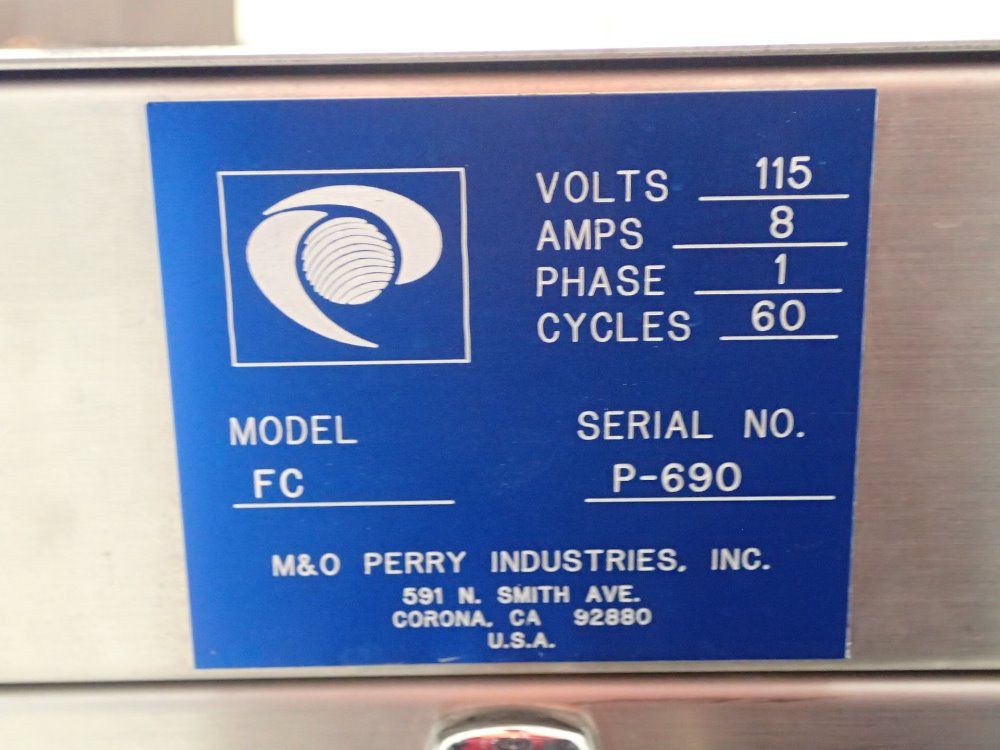 VOLTS 115
AMPS 8
PHASE 1
CYCLES 60
MODEL SERIAL NO.
FC P-690
M&O PERRY INDUSTRIES, INC.
591 N. SMITH AVE.
CORONA, CA 92880
U.S.A.